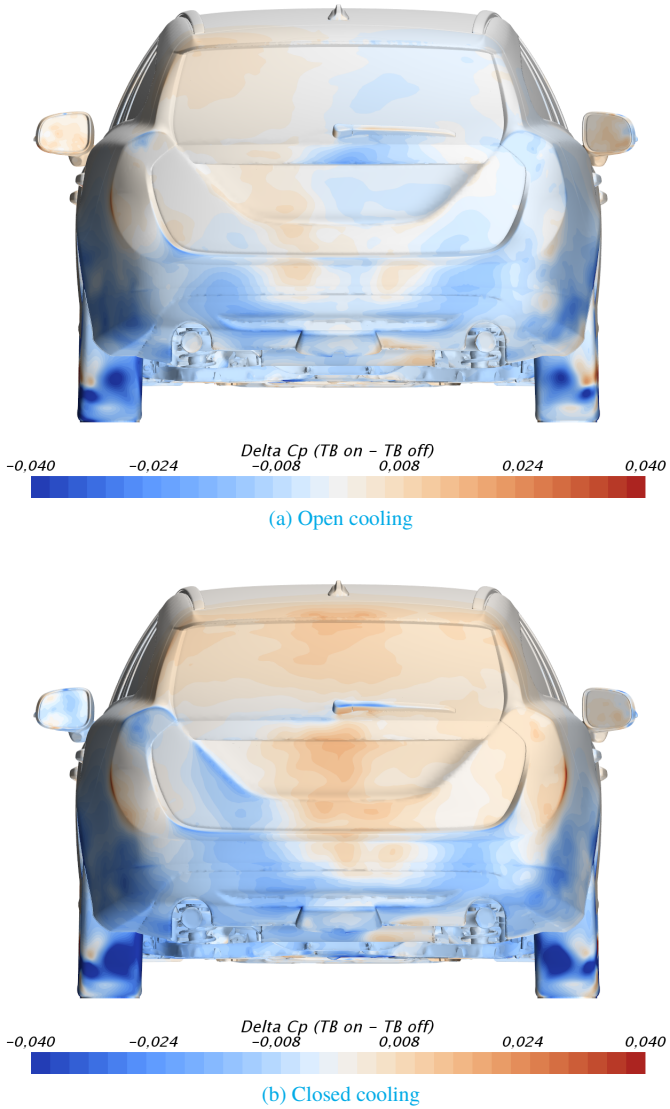 Delta Cp (TB on - TB off)
-0,040 -0,024 -0,008 0,008 0,024 0,040
(a) Open cooling
Delta Cp (TB on - TB off)
-0,040 -0,024 -0,008 0,008 0,024 0,040
(b) Closed cooling